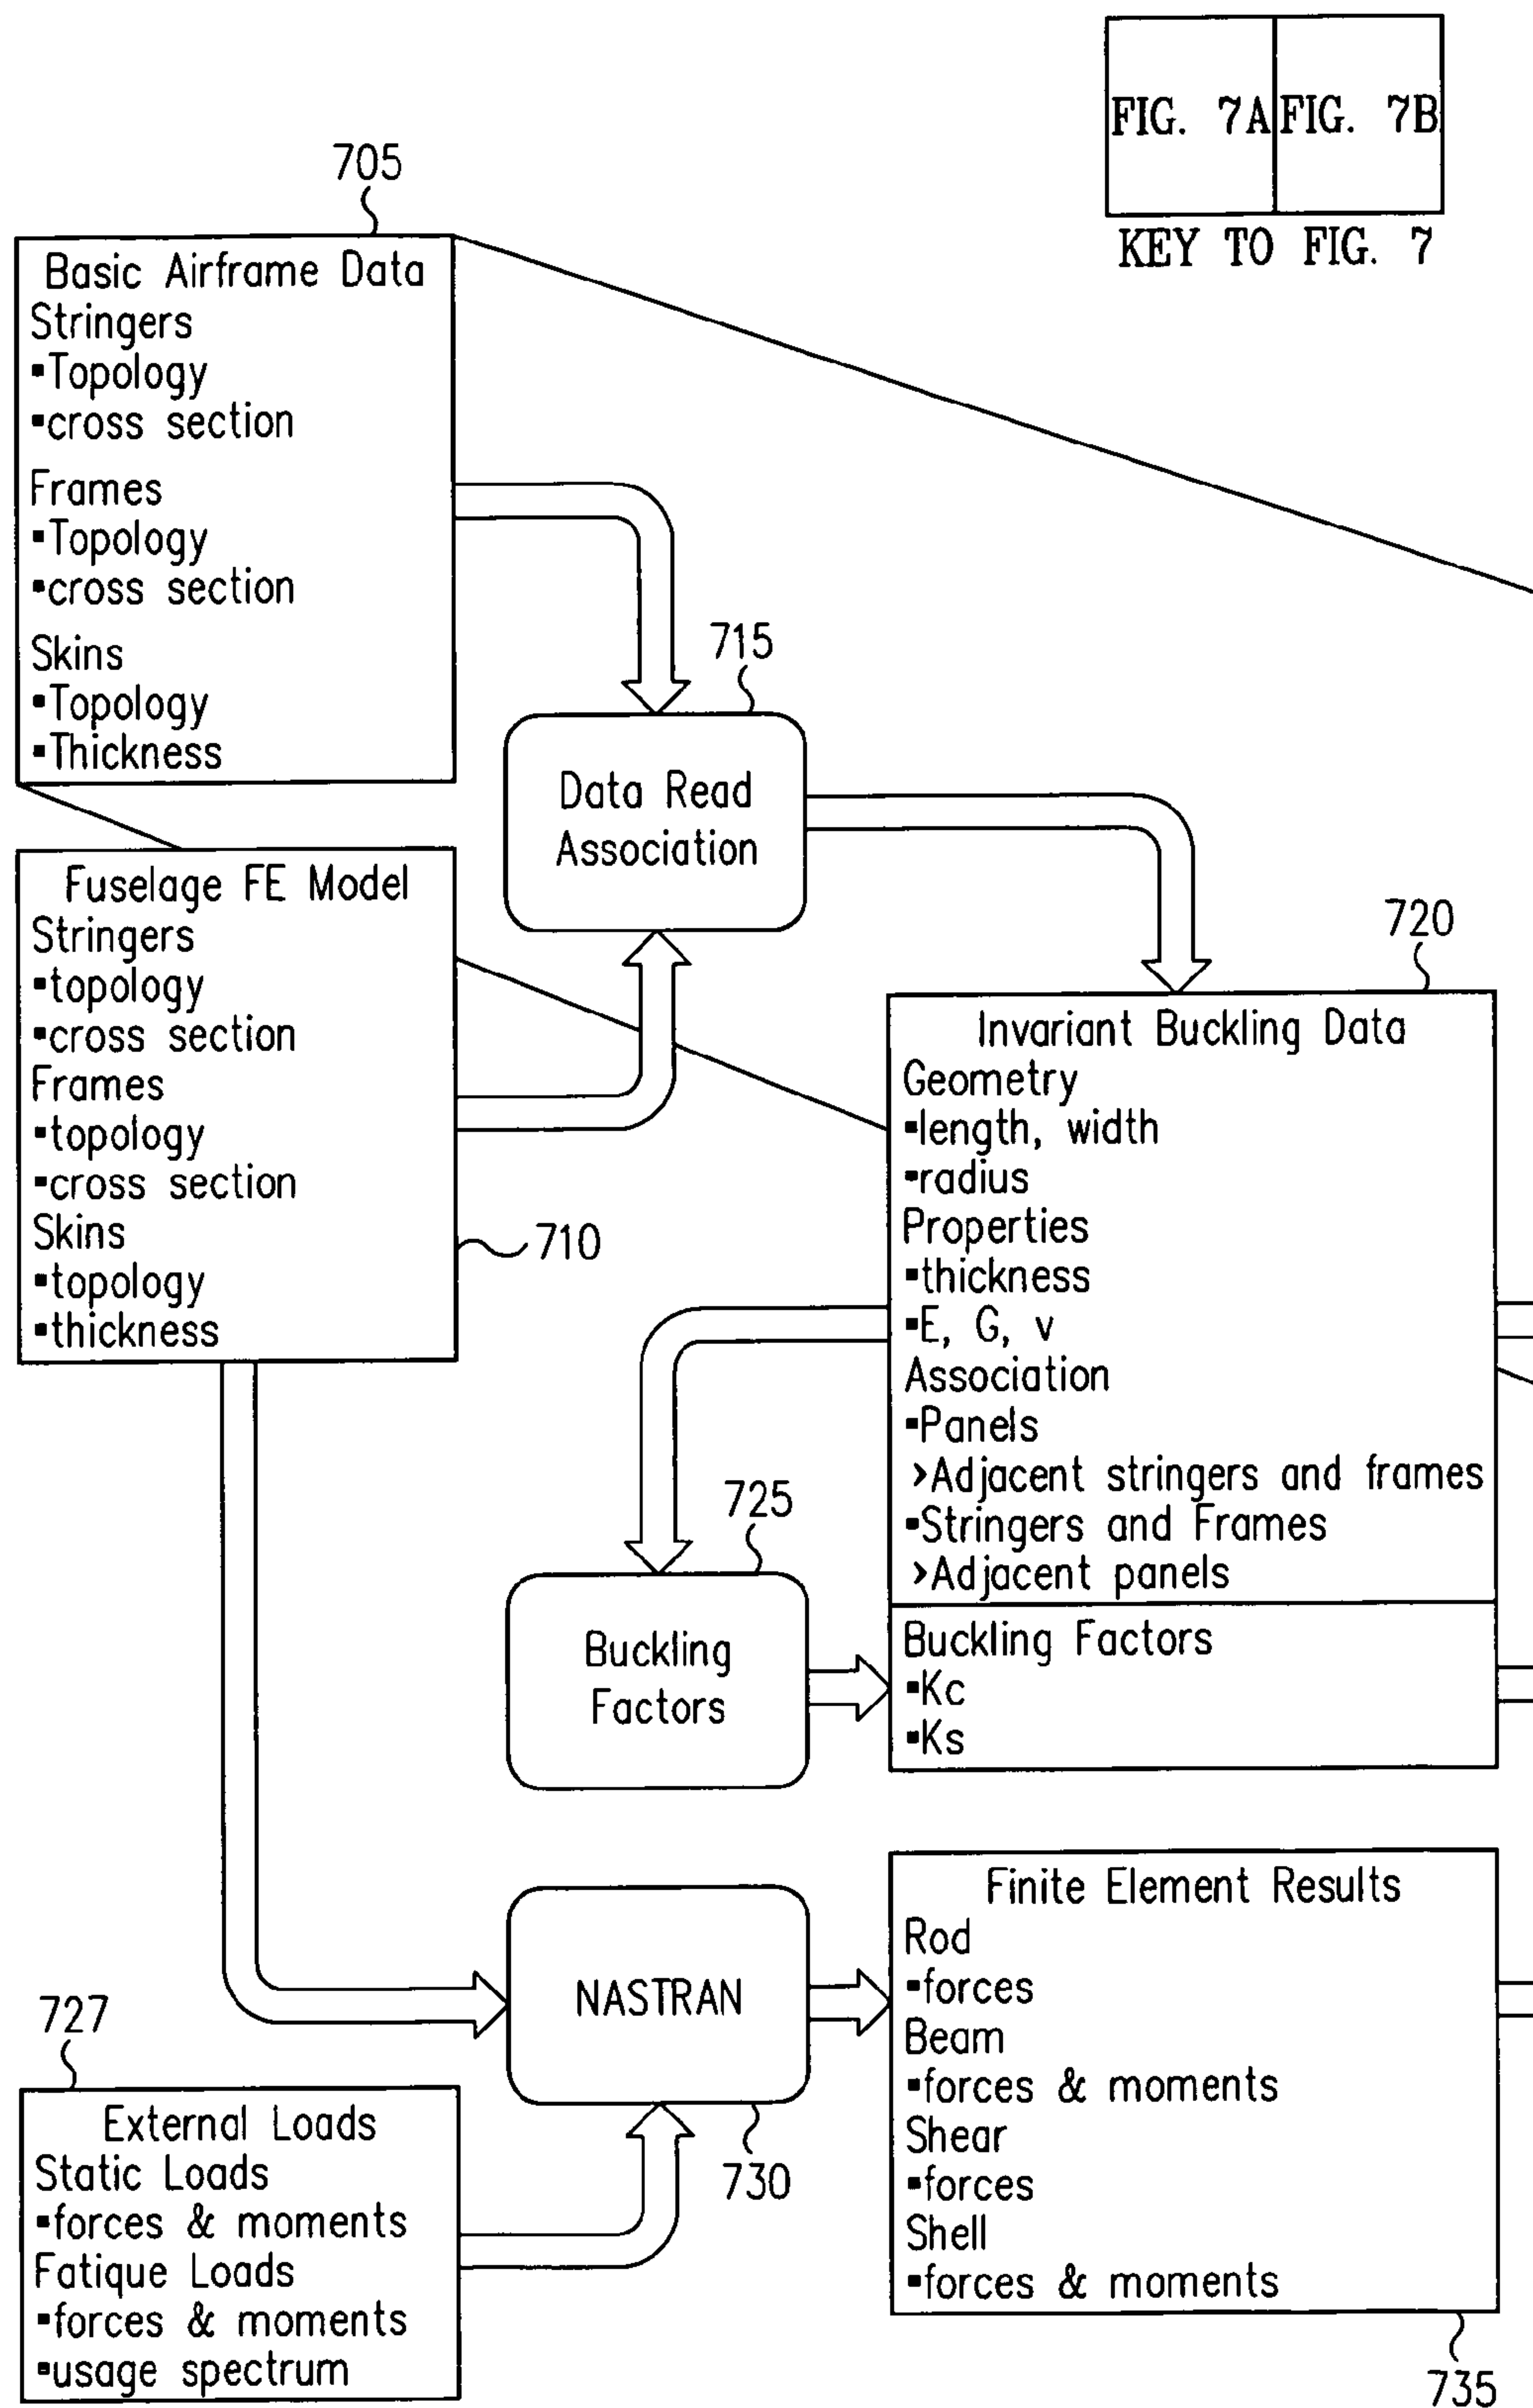 FIG. 7A FIG. 7B
KEY TO FIG. 7
705
Basic Airframe Data
Stringers
▪Topology
▪cross section
Frames
▪Topology
▪cross section
Skins
▪Topology
▪Thickness
715
Data Read
Association
Fuselage FE Model
Stringers
▪topology
▪cross section
Frames
▪topology
▪cross section
Skins
▪topology
▪thickness
710
720
Invariant Buckling Data
Geometry
▪length, width
▪radius
Properties
▪thickness
▪E, G, v
Association
▪Panels
>Adjacent stringers and frames
▪Stringers and Frames
>Adjacent panels
Buckling Factors
▪Kc
▪Ks
725
Buckling
Factors
NASTRAN
730
727
External Loads
Static Loads
▪forces & moments
Fatique Loads
▪forces & moments
▪usage spectrum
Finite Element Results
Rod
▪forces
Beam
▪forces & moments
Shear
▪forces
Shell
▪forces & moments
735